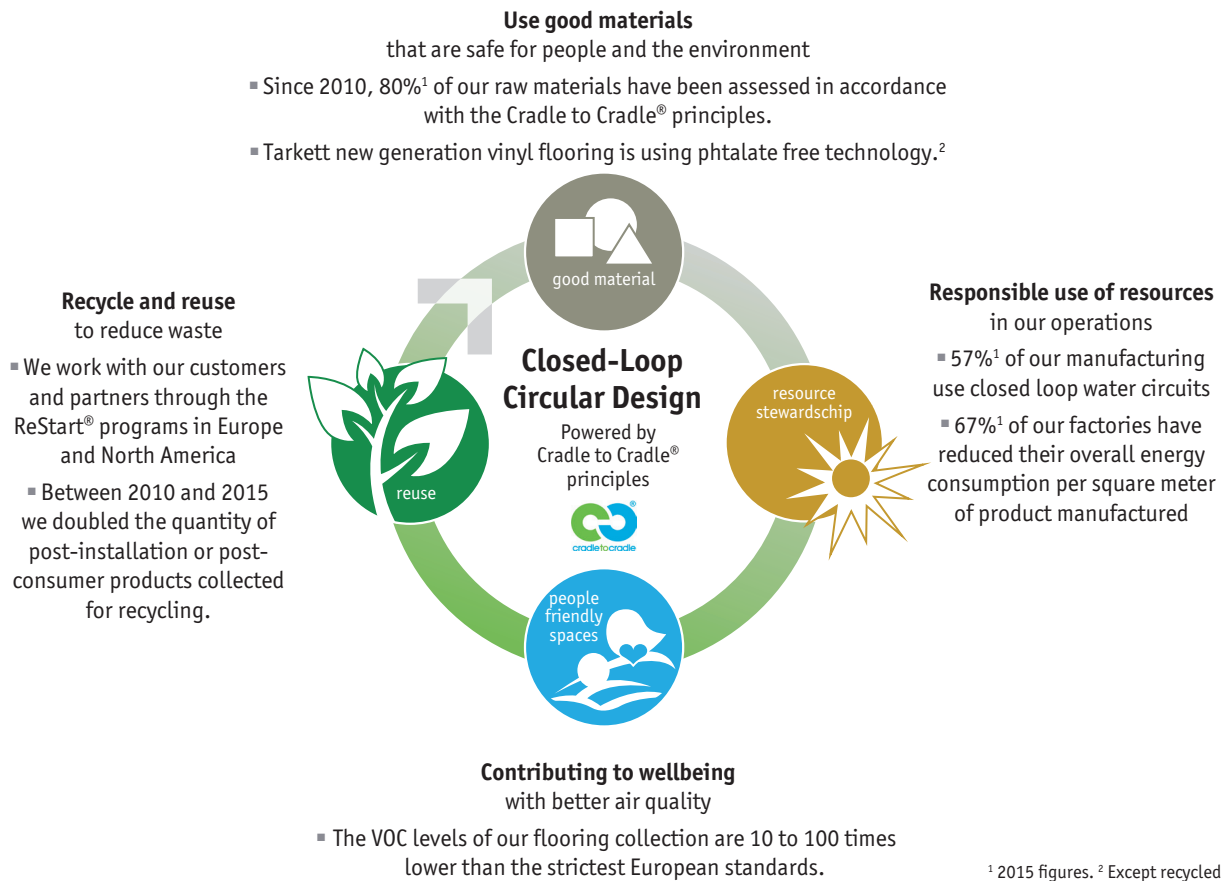 Use good materials
that are safe for people and the environment
▪ Since 2010, 80%¹ of our raw materials have been assessed in accordance
with the Cradle to Cradle® principles.
▪ Tarkett new generation vinyl flooring is using phtalate free technology.²
good material
Recycle and reuse
to reduce waste
▪ We work with our customers
and partners through the
ReStart® programs in Europe
and North America
▪ Between 2010 and 2015
we doubled the quantity of
post-installation or post-
consumer products collected
for recycling.
reuse
Closed-Loop
Circular Design
Powered by
Cradle to Cradle®
principles
®
cradletocradle
resource
stewardschip
Responsible use of resources
in our operations
▪ 57%¹ of our manufacturing
use closed loop water circuits
▪ 67%¹ of our factories have
reduced their overall energy
consumption per square meter
of product manufactured
people
friendly
spaces
Contributing to wellbeing
with better air quality
▪ The VOC levels of our flooring collection are 10 to 100 times
lower than the strictest European standards.
¹ 2015 figures. ² Except recycled